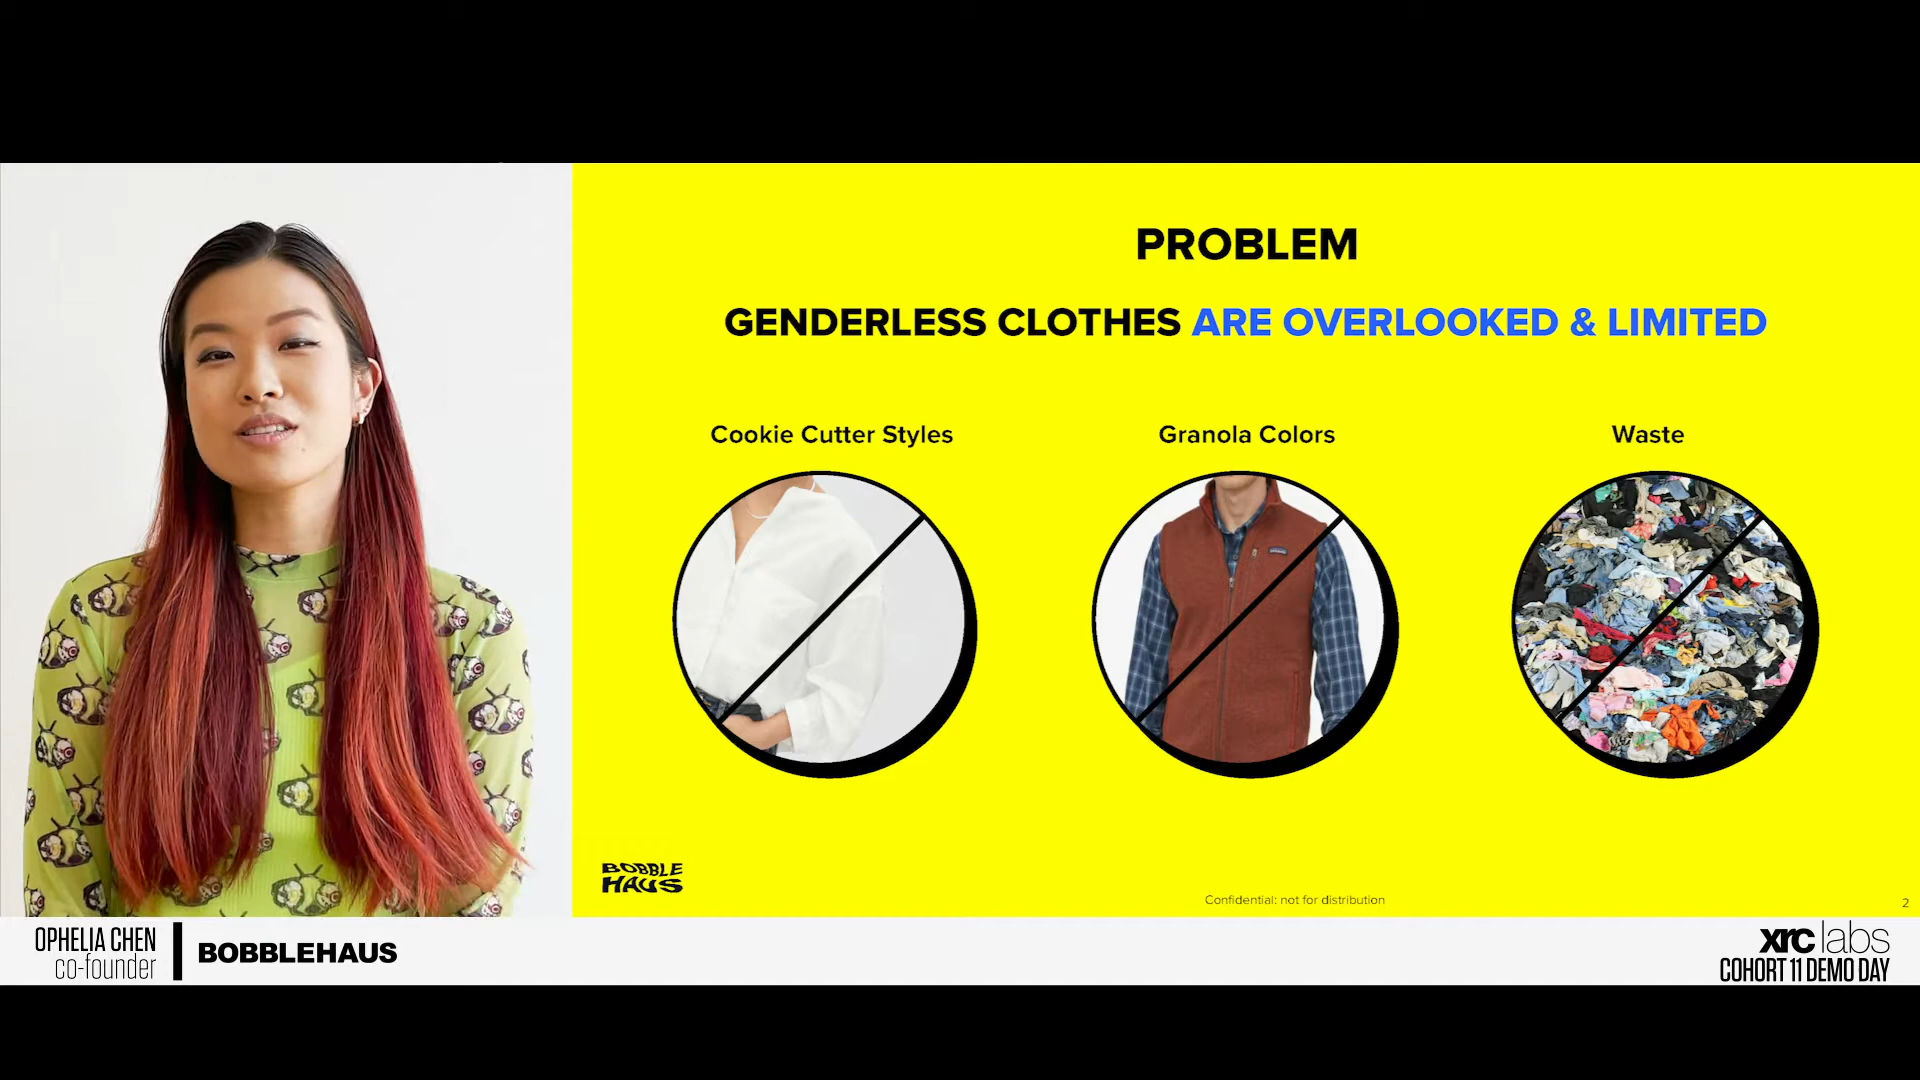 PROBLEM
GENDERLESS CLOTHES ARE OVERLOOKED & LIMITED
Cookie Cutter Styles
Granola Colors
Waste
BOBBLE
HAUS
Confidential: not for distribution
2
OPHELIA CHEN
co-founder
BOBBLEHAUS
xrc labs
COHORT 11 DEMO DAY